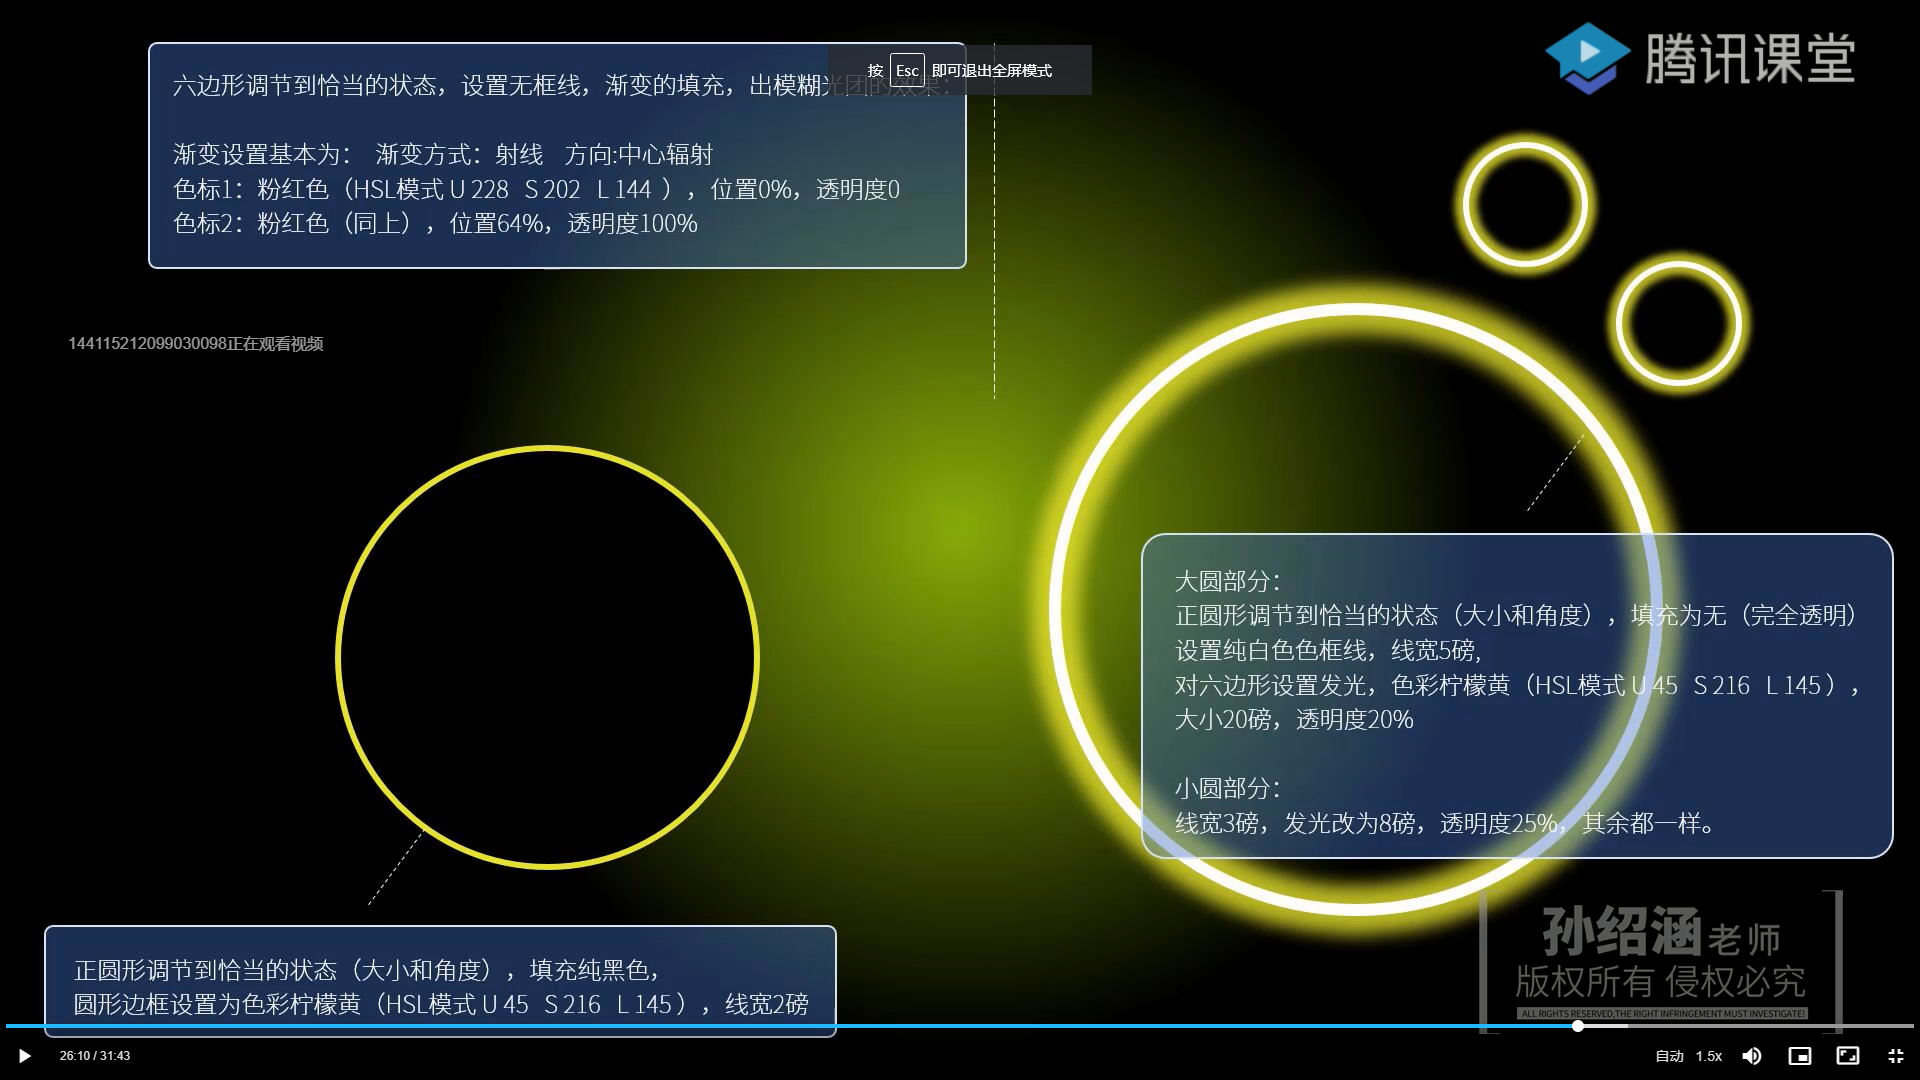 腾讯课堂
按 Esc 即可退出全屏模式
六边形调节到恰当的状态，设置无框线，渐变的填充，出模糊光团的效果：
渐变设置基本为： 渐变方式：射线 方向:中心辐射
色标1：粉红色（HSL模式 U 228 S 202 L 144 ），位置0%，透明度0
色标2：粉红色（同上），位置64%，透明度100%
144115212099030098正在观看视频
大圆部分：
正圆形调节到恰当的状态（大小和角度），填充为无（完全透明）
设置纯白色色框线，线宽5磅,
对六边形设置发光，色彩柠檬黄（HSL模式 U 45 S 216 L 145 ），
大小20磅，透明度20%
小圆部分：
线宽3磅，发光改为8磅，透明度25%，其余都一样。
正圆形调节到恰当的状态（大小和角度），填充纯黑色，
圆形边框设置为色彩柠檬黄（HSL模式 U 45 S 216 L 145 ），线宽2磅
孙绍涵老师
版权所有 侵权必究
ALL RIGHTS RESERVED,THE RIGHT INFRINGEMENT MUST INVESTIGATE!
26:10 / 31:43
自动 1.5x